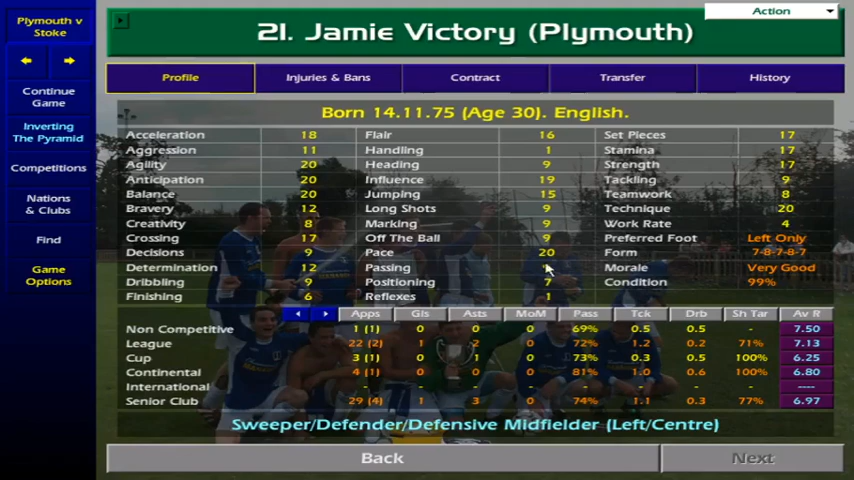 Plymouth v Stoke
21. Jamie Victory (Plymouth)
Action
Profile Injuries & Bans Contract Transfer History
Continue Game
Inverting The Pyramid
Competitions
Nations & Clubs
Find
Game Options
Born 14.11.75 (Age 30). English.
Acceleration 18 Flair 16 Set Pieces 17
Aggression 11 Handling 1 Stamina 17
Agility 20 Heading 9 Strength 17
Anticipation 20 Influence 19 Tackling 9
Balance 20 Jumping 15 Teamwork 8
Bravery 12 Long Shots 9 Technique 20
Creativity 8 Marking 9 Work Rate 4
Crossing 17 Off The Ball 9 Preferred Foot Left Only
Decisions 9 Pace 20 Form 7-8-7-8-7
Determination 12 Passing Morale Very Good
Dribbling 9 Positioning 7 Condition 99%
Finishing 6 Reflexes 1
Apps Gls Asts MoM Pass Tck Drb Sh Tar Av R
Non Competitive 1 (1) 0 0 0 69% 0.5 0.5 - 7.50
League 22 (2) 1 2 0 72% 1.2 0.2 71% 7.13
Cup 3 (1) 0 1 0 73% 0.3 0.5 100% 6.25
Continental 4 (1) 0 0 0 81% 1.0 0.6 100% 6.80
International - - - - - - - - ----
Senior Club 29 (4) 1 3 0 74% 1.1 0.3 77% 6.97
Sweeper/Defender/Defensive Midfielder (Left/Centre)
Back Next